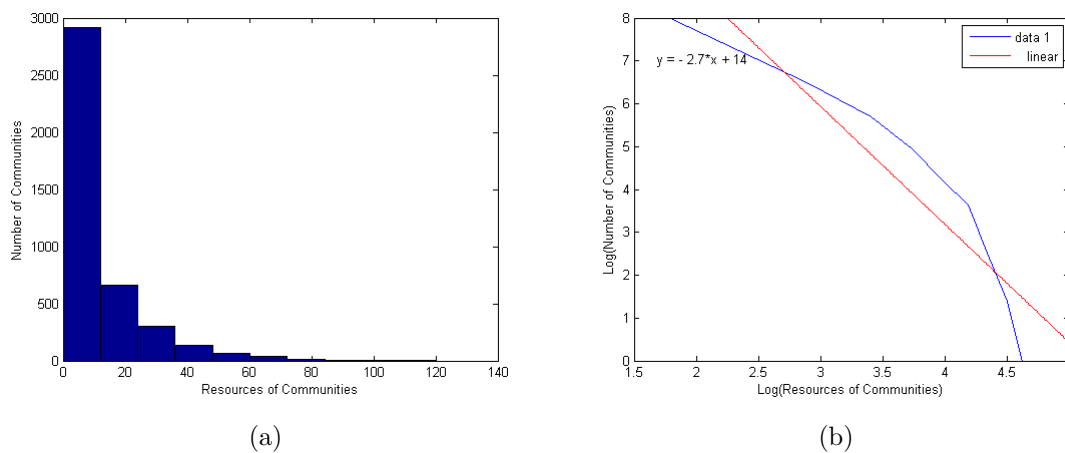 3000
2500
2000
1500
1000
500
0
Number of Communities
0 20 40 60 80 100 120 140
Resources of Communities
(a)
8
7
6
5
4
3
2
1
0
Log(Number of Communities)
y = - 2.7*x + 14
data 1
linear
1.5 2 2.5 3 3.5 4 4.5
Log(Resources of Communities)
(b)